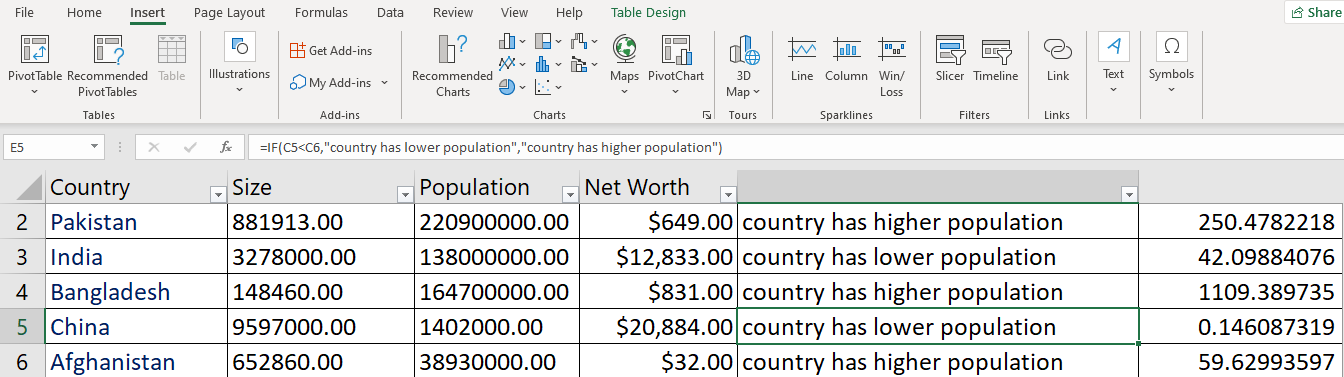 File Home Insert Page Layout Formulas Data Review View Help Table Design Share
PivotTable Recommended PivotTables Table Illustrations Get Add-ins My Add-ins Recommended Charts Maps PivotChart 3D Map Line Column Win/Loss Slicer Timeline Link Text Symbols
Tables Add-ins Charts Tours Sparklines Filters Links
E5 fx =IF(C5<C6,"country has lower population","country has higher population")
Country Size Population Net Worth
2 Pakistan 881913.00 220900000.00 $649.00 country has higher population 250.4782218
3 India 3278000.00 138000000.00 $12,833.00 country has lower population 42.09884076
4 Bangladesh 148460.00 164700000.00 $831.00 country has higher population 1109.389735
5 China 9597000.00 1402000.00 $20,884.00 country has lower population 0.146087319
6 Afghanistan 652860.00 38930000.00 $32.00 country has higher population 59.62993597